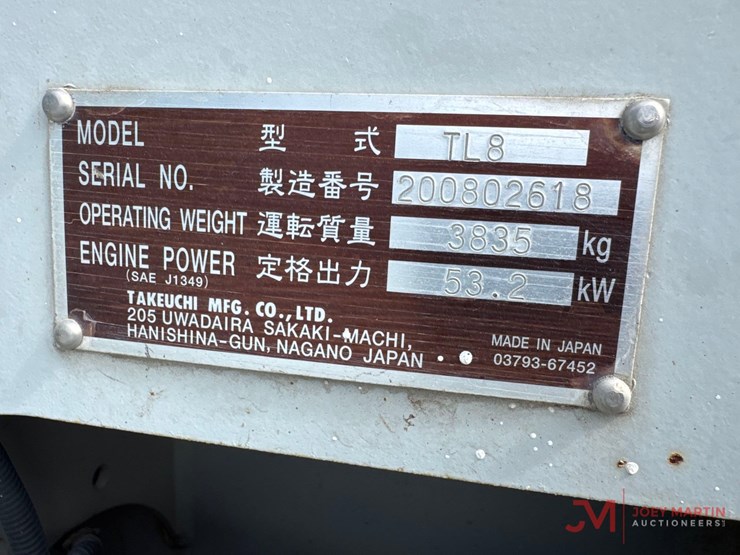 MODEL 型 式 TL8
SERIAL NO. 製造番号 200802618
OPERATING WEIGHT 運転質量 3835 kg
ENGINE POWER 定格出力 53.2 kW
(SAE J1349)
TAKEUCHI MFG. CO., LTD.
205 UWADAIRA SAKAKI-MACHI,
HANISHINA-GUN, NAGANO JAPAN
MADE IN JAPAN
03793-67452
JM JOEY MARTIN
AUCTIONEERS LLC